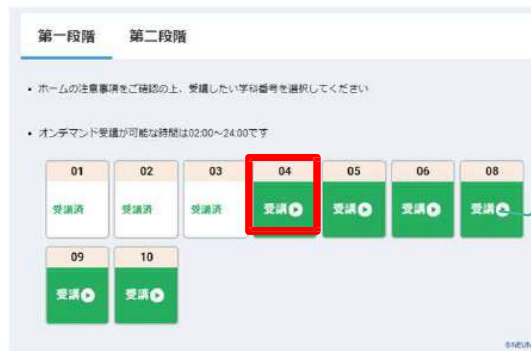 第一段階 第二段階
• ホームの注意事項をご確認の上、受講したい学科番号を選択してください
• オンデマンド受講が可能な時間は02:00～24:00です
01 02 03 04 05 06 08
受講済 受講済 受講済 受講 受講 受講 受講
09 10
受講 受講